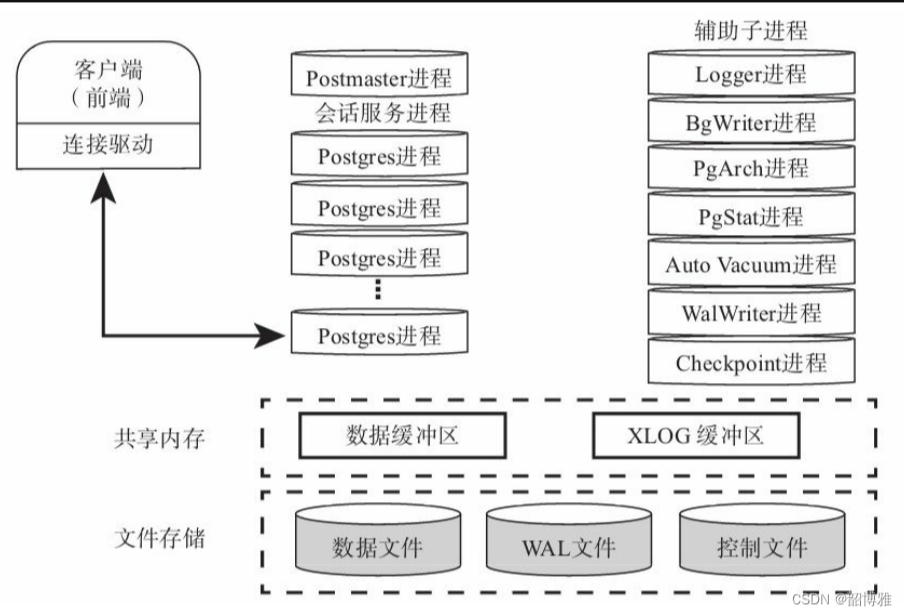 客户端
（前端）
连接驱动
Postmaster进程
会话服务进程
Postgres进程
Postgres进程
Postgres进程
Postgres进程
辅助子进程
Logger进程
BgWriter进程
PgArch进程
PgStat进程
Auto Vacuum进程
WalWriter进程
Checkpoint进程
共享内存
数据缓冲区
XLOG 缓冲区
文件存储
数据文件
WAL文件
控制文件
CSDN @韶博雅